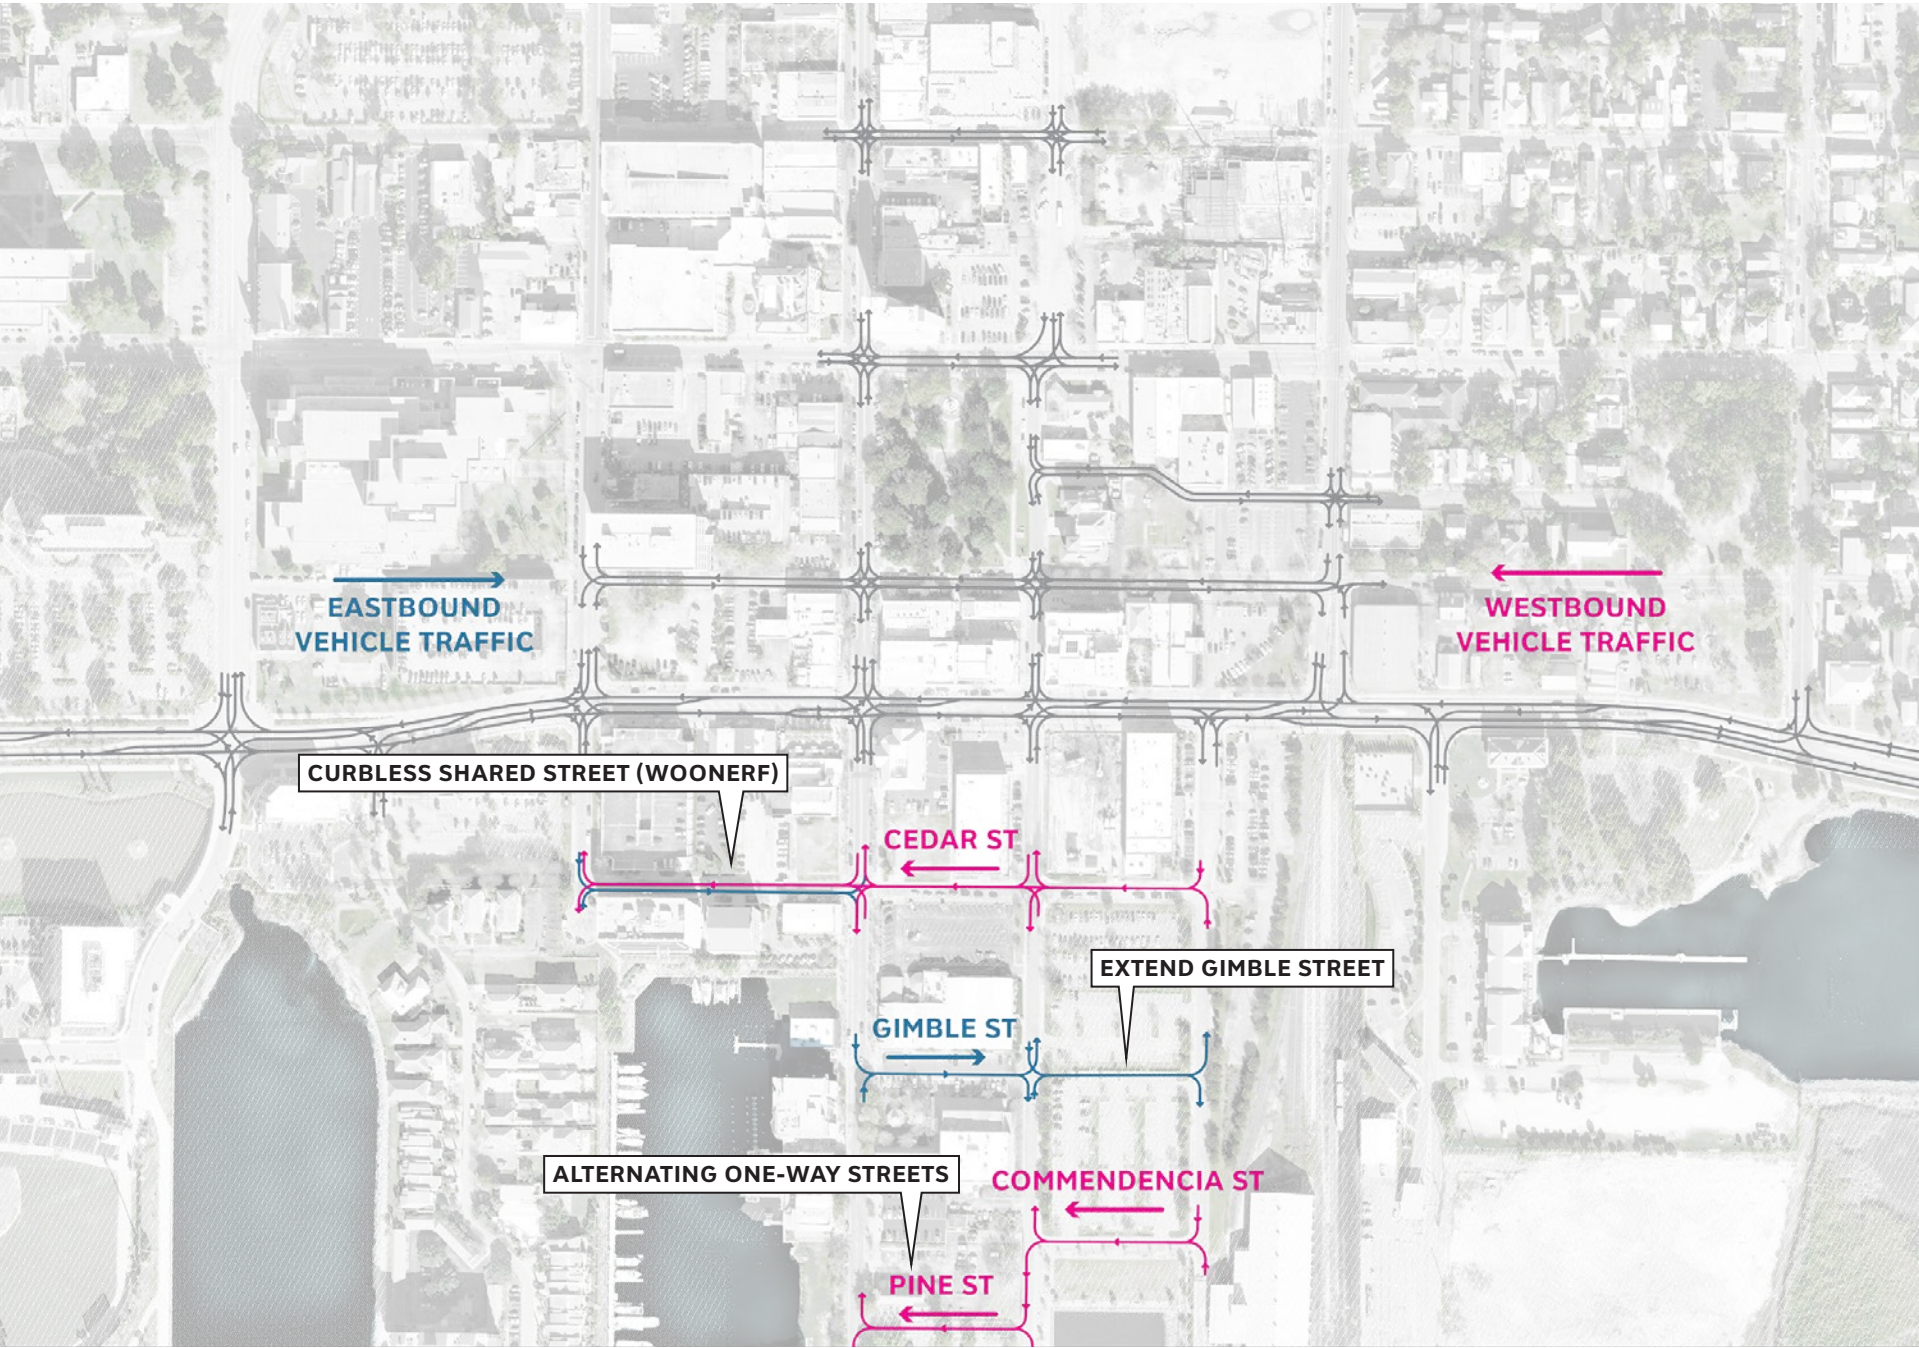 EASTBOUND
VEHICLE TRAFFIC
WESTBOUND
VEHICLE TRAFFIC
CURBLESS SHARED STREET (WOONERF)
CEDAR ST
EXTEND GIMBLE STREET
GIMBLE ST
ALTERNATING ONE-WAY STREETS
COMMENDENCIA ST
PINE ST